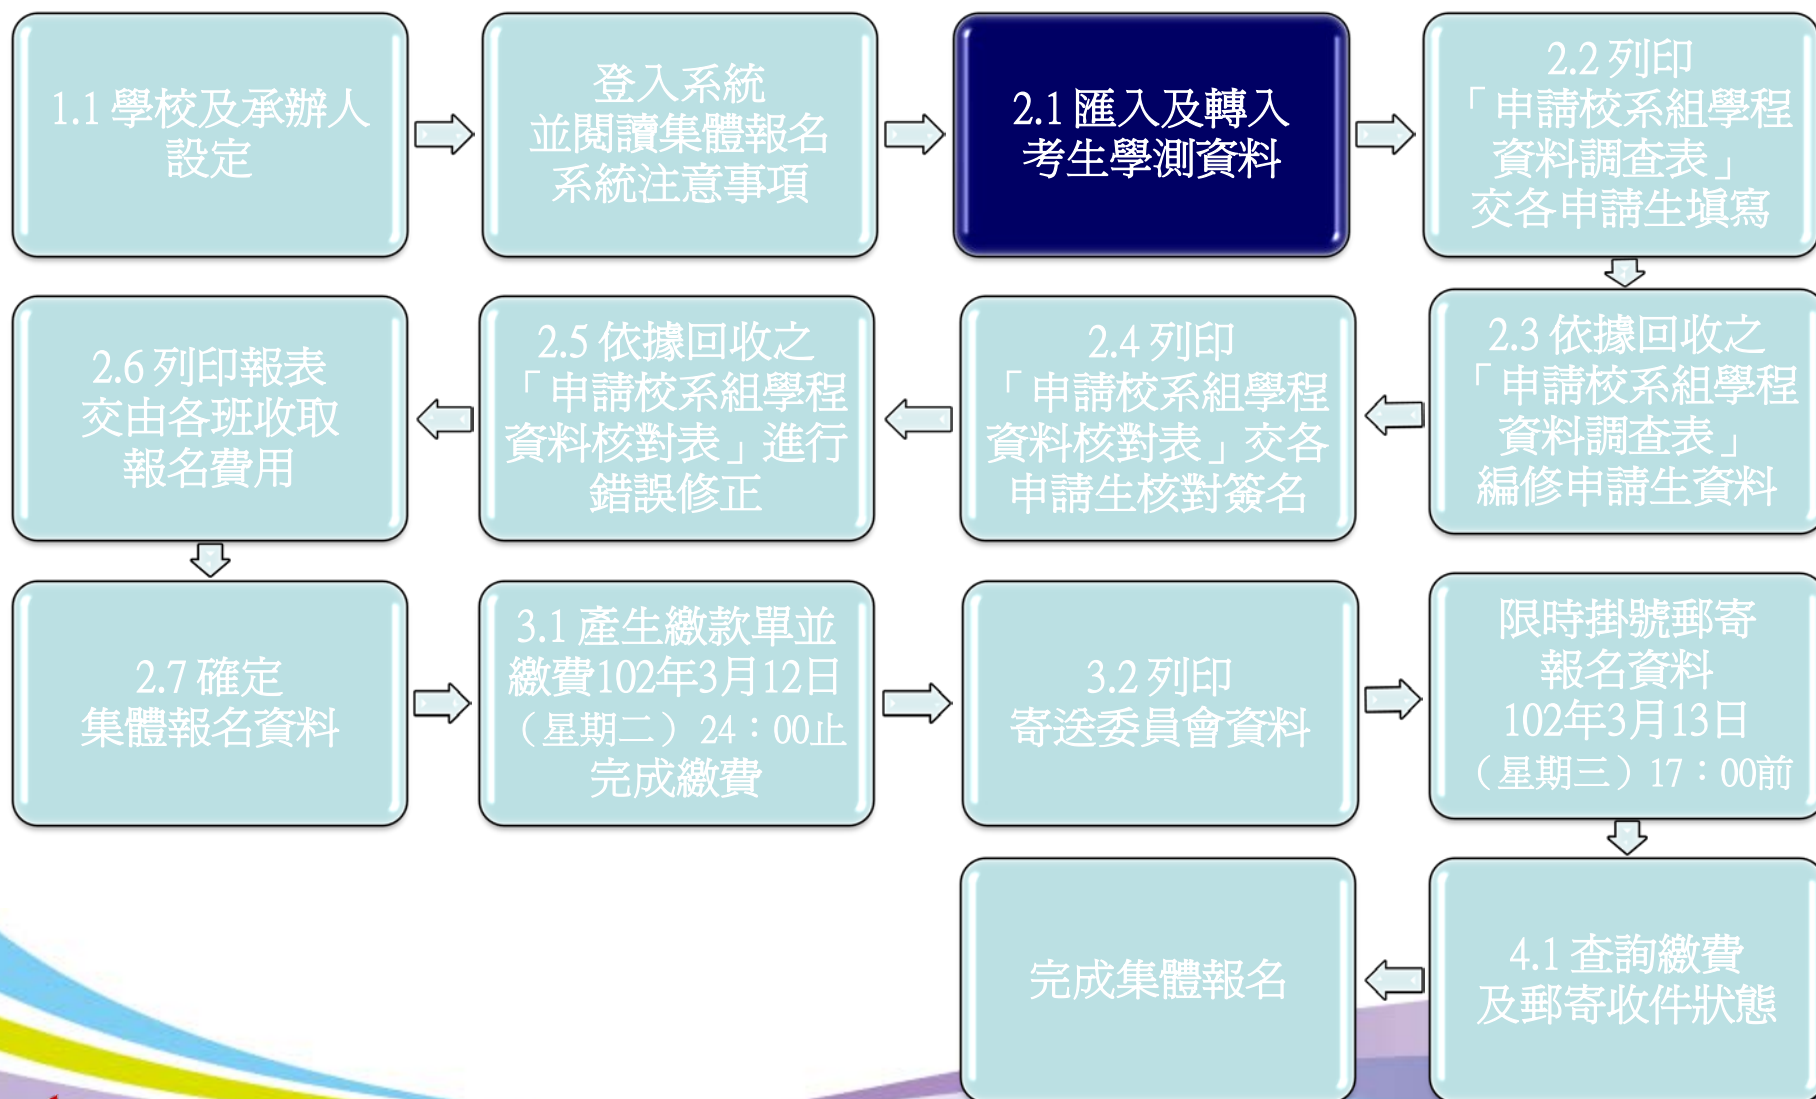 1.1 學校及承辦人
設定
登入系統
並閱讀集體報名
系統注意事項
2.1 匯入及轉入
考生學測資料
2.2 列印
「申請校系組學程
資料調查表」
交各申請生填寫
2.3 依據回收之
「申請校系組學程
資料調查表」
編修申請生資料
2.4 列印
「申請校系組學程
資料核對表」交各
申請生核對簽名
2.5 依據回收之
「申請校系組學程
資料核對表」進行
錯誤修正
2.6 列印報表
交由各班收取
報名費用
2.7 確定
集體報名資料
3.1 產生繳款單並
繳費102年3月12日
（星期二）24：00止
完成繳費
3.2 列印
寄送委員會資料
限時掛號郵寄
報名資料
102年3月13日
（星期三）17：00前
4.1 查詢繳費
及郵寄收件狀態
完成集體報名